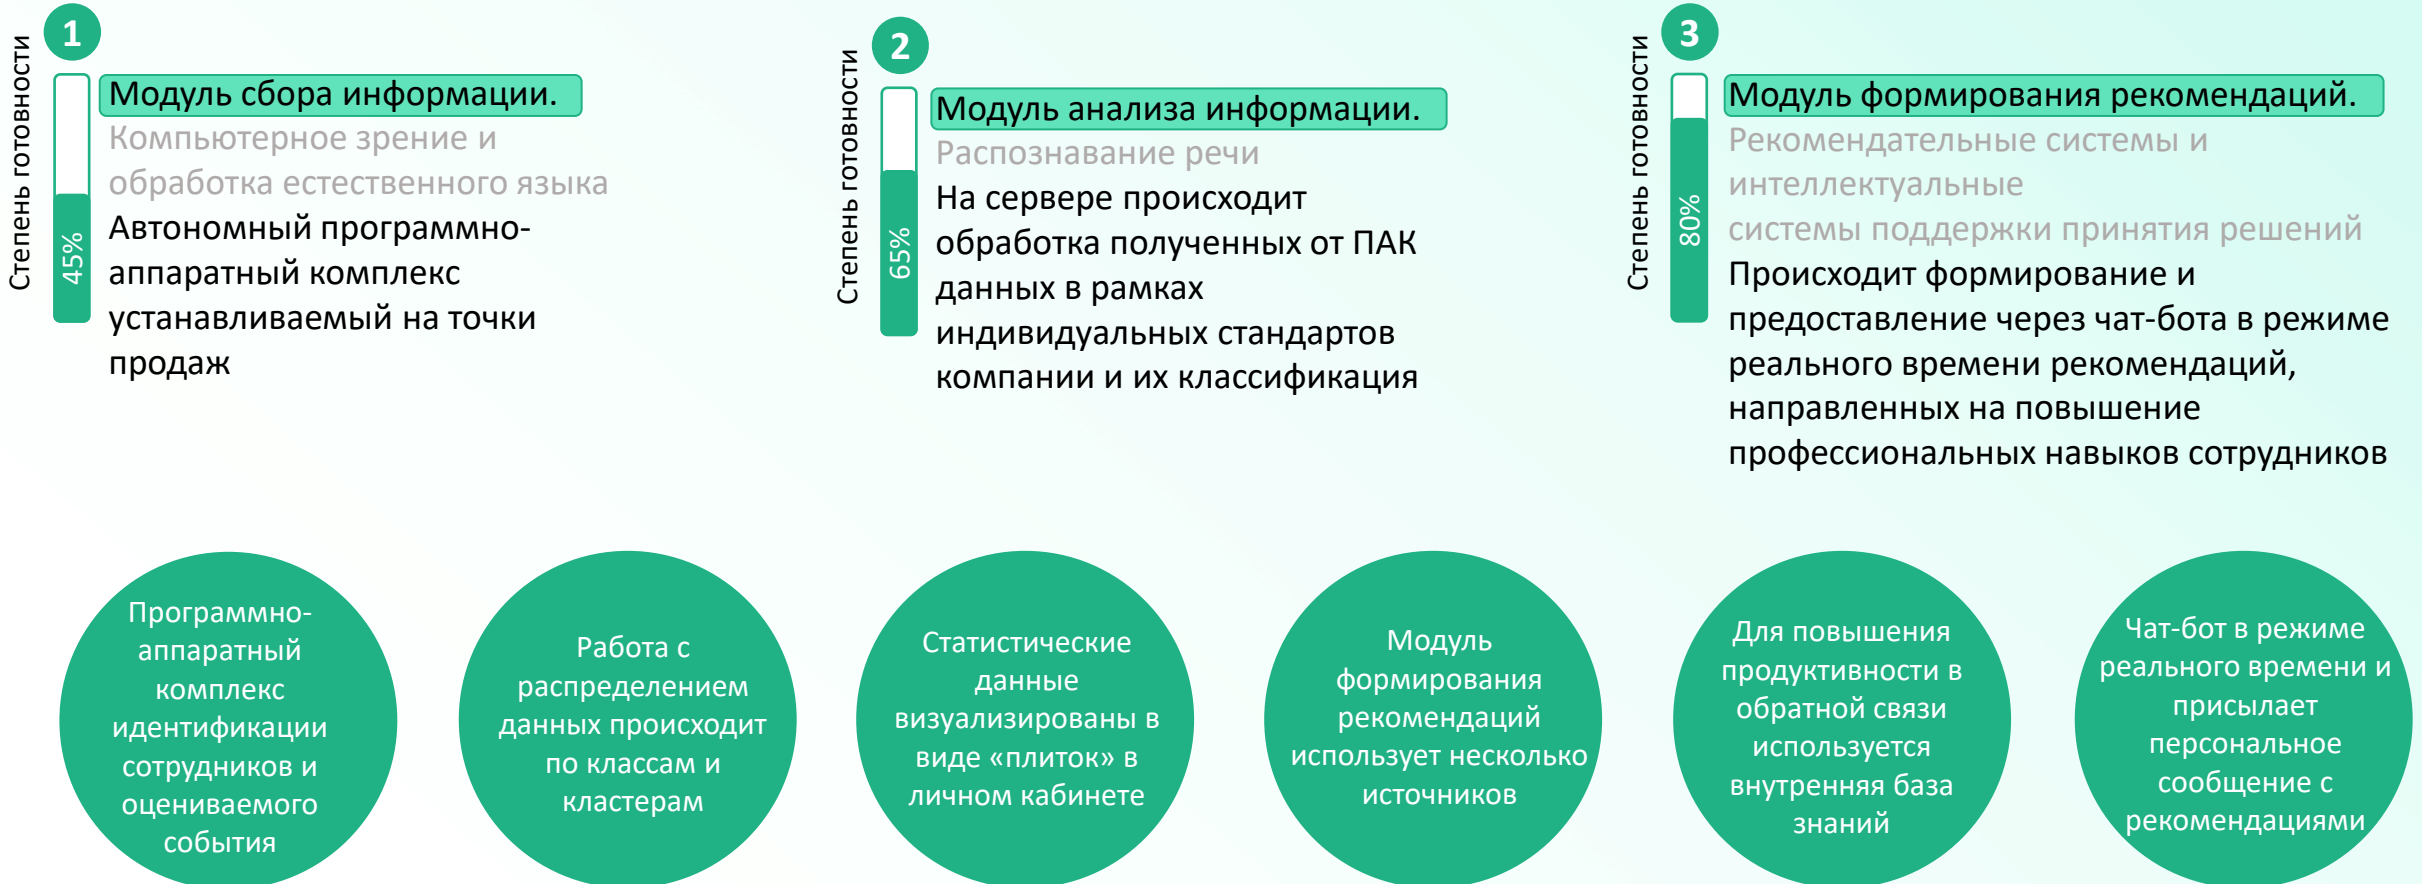 1
Степень готовности
45%
Модуль сбора информации.
Компьютерное зрение и
обработка естественного языка
Автономный программно-
аппаратный комплекс
устанавливаемый на точки
продаж
2
Степень готовности
65%
Модуль анализа информации.
Распознавание речи
На сервере происходит
обработка полученных от ПАК
данных в рамках
индивидуальных стандартов
компании и их классификация
3
Степень готовности
80%
Модуль формирования рекомендаций.
Рекомендательные системы и
интеллектуальные
системы поддержки принятия решений
Происходит формирование и
предоставление через чат-бота в режиме
реального времени рекомендаций,
направленных на повышение
профессиональных навыков сотрудников
Программно-
аппаратный
комплекс
идентификации
сотрудников и
оцениваемого
события
Работа с
распределением
данных происходит
по классам и
кластерам
Статистические
данные
визуализированы в
виде «плиток» в
личном кабинете
Модуль
формирования
рекомендаций
использует несколько
источников
Для повышения
продуктивности в
обратной связи
используется
внутренняя база
знаний
Чат-бот в режиме
реального времени и
присылает
персональное
сообщение с
рекомендациями